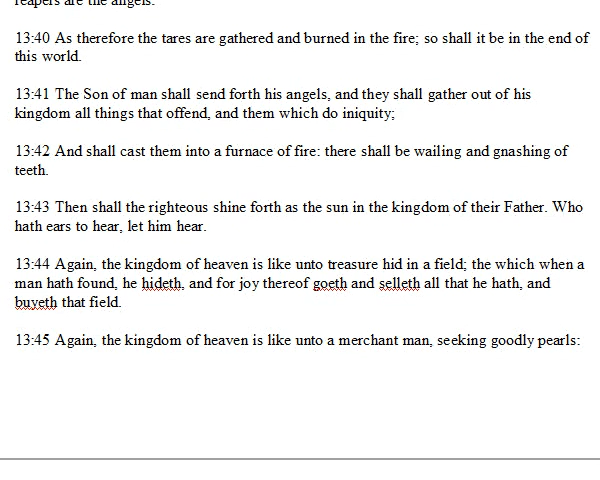 reapers are the angels.
13:40 As therefore the tares are gathered and burned in the fire; so shall it be in the end of
this world.
13:41 The Son of man shall send forth his angels, and they shall gather out of his
kingdom all things that offend, and them which do iniquity;
13:42 And shall cast them into a furnace of fire: there shall be wailing and gnashing of
teeth.
13:43 Then shall the righteous shine forth as the sun in the kingdom of their Father. Who
hath ears to hear, let him hear.
13:44 Again, the kingdom of heaven is like unto treasure hid in a field; the which when a
man hath found, he hideth, and for joy thereof goeth and selleth all that he hath, and
buyeth that field.
13:45 Again, the kingdom of heaven is like unto a merchant man, seeking goodly pearls: